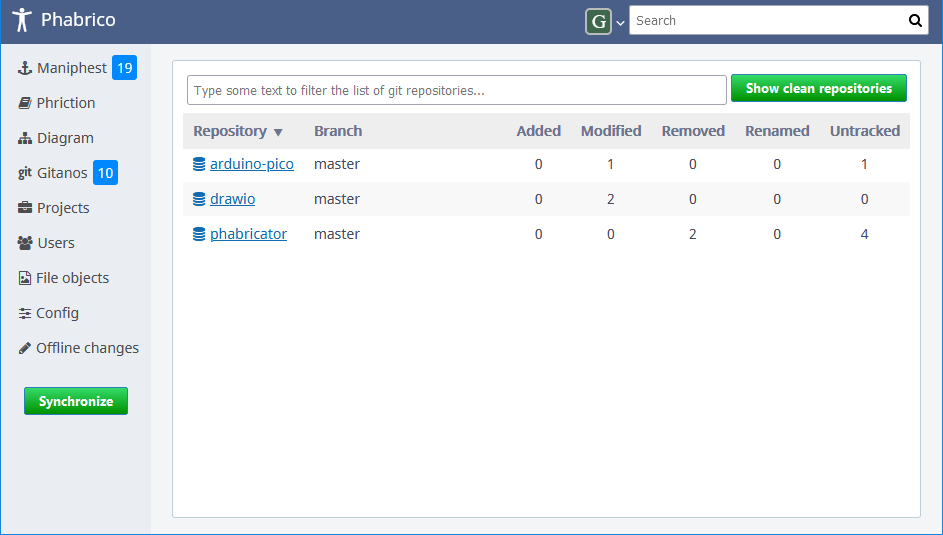 Phabrico
G
Search
Maniphest 19
Phriction
Diagram
git Gitanos 10
Projects
Users
File objects
Config
Offline changes
Synchronize
Type some text to filter the list of git repositories...
Show clean repositories
Repository Branch Added Modified Removed Renamed Untracked
arduino-pico master 0 1 0 0 1
drawio master 0 2 0 0 0
phabricator master 0 0 2 0 4